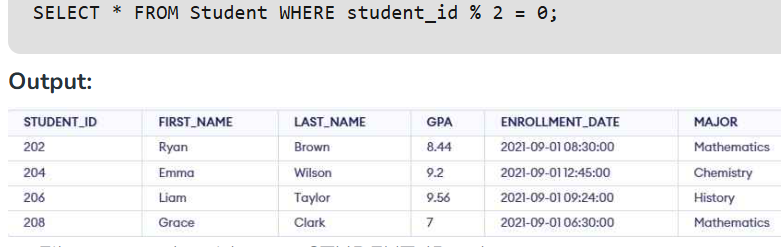 SELECT * FROM Student WHERE student_id % 2 = 0;
Output:
STUDENT_ID FIRST_NAME LAST_NAME GPA ENROLLMENT_DATE MAJOR
202 Ryan Brown 8.44 2021-09-01 08:30:00 Mathematics
204 Emma Wilson 9.2 2021-09-01 12:45:00 Chemistry
206 Liam Taylor 9.56 2021-09-01 09:24:00 History
208 Grace Clark 7 2021-09-01 06:30:00 Mathematics